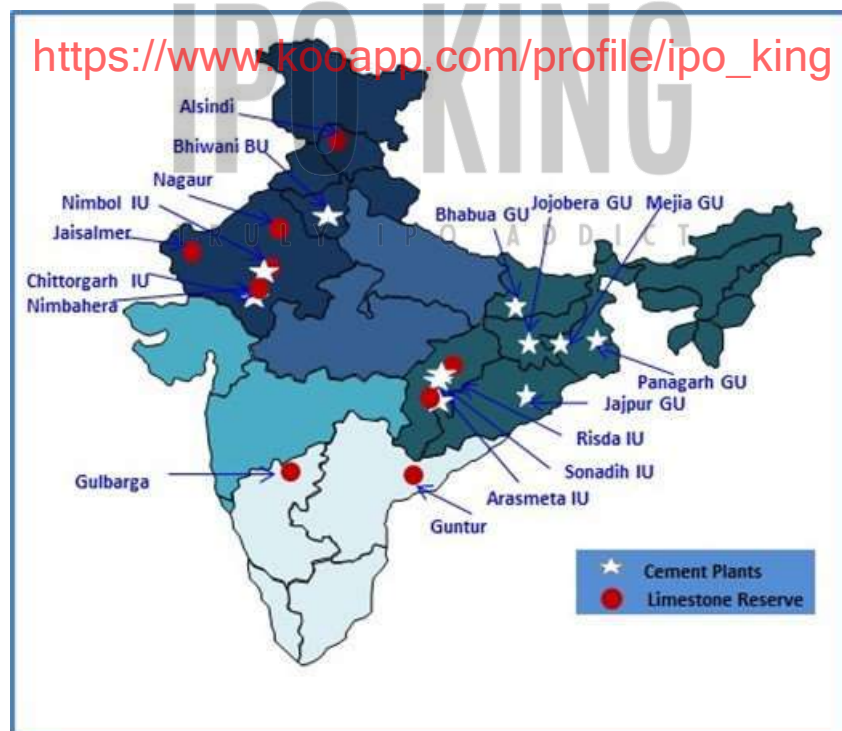 IPO KING
https://www.kooapp.com/profile/ipo_king
TRULY IPO ADDICT
Alsindi
Bhiwani BU
Nagaur
Nimbol IU
Jaisalmer
Chittorgarh IU
Nimbahera
Bhabua GU
Jojobera GU
Mejia GU
Panagarh GU
Jajpur GU
Risda IU
Sonadih IU
Arasmeta IU
Gulbarga
Guntur
Cement Plants
Limestone Reserve